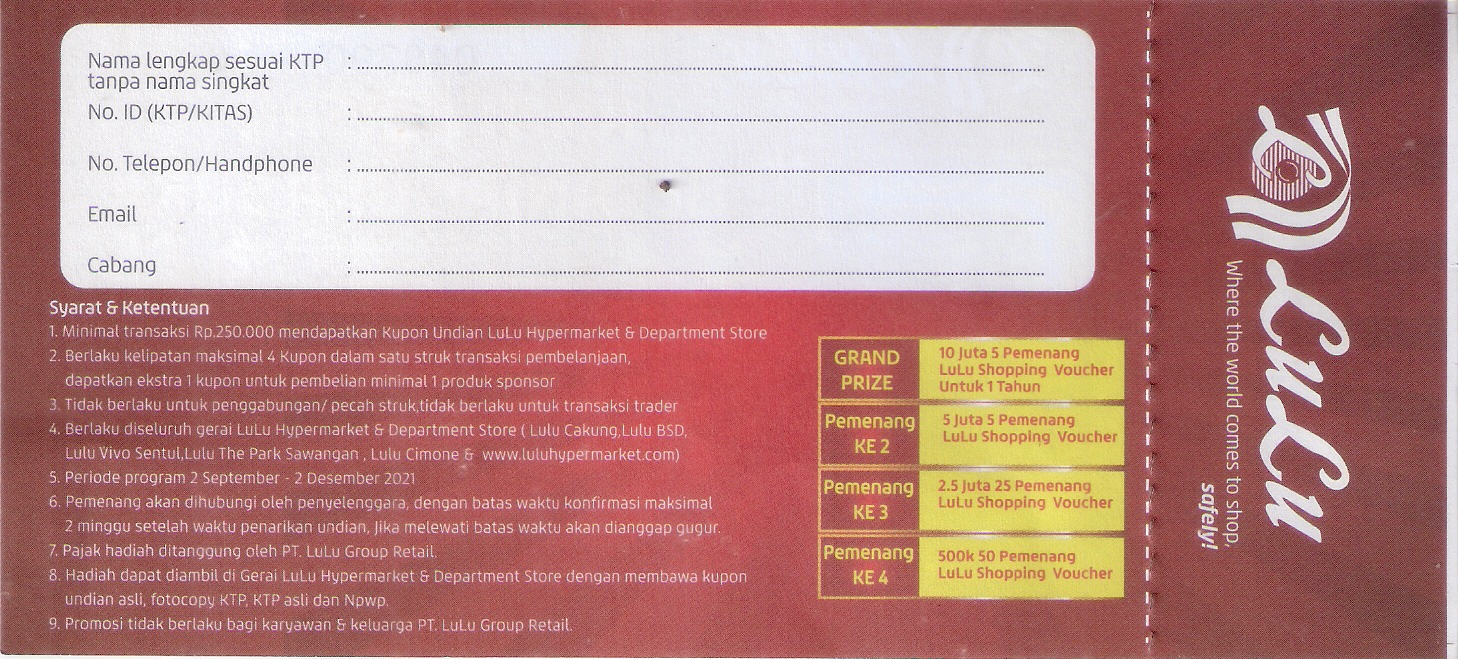 Nama lengkap sesuai KTP : 
tanpa nama singkat
No. ID (KTP/KITAS) : 
No. Telepon/Handphone : 
Email : 
Cabang : 
Syarat & Ketentuan
1. Minimal transaksi Rp.250.000 mendapatkan Kupon Undian LuLu Hypermarket & Department Store
2. Berlaku kelipatan maksimal 4 Kupon dalam satu struk transaksi pembelanjaan,
dapatkan ekstra 1 kupon untuk pembelian minimal 1 produk sponsor
3. Tidak berlaku untuk penggabungan/ pecah struk,tidak berlaku untuk transaksi trader
4. Berlaku diseluruh gerai LuLu Hypermarket & Department Store ( Lulu Cakung,Lulu BSD,
Lulu Vivo Sentul,Lulu The Park Sawangan , Lulu Cimone & www.luluhypermarket.com)
5. Periode program 2 September - 2 Desember 2021
6. Pemenang akan dihubungi oleh penyelenggara, dengan batas waktu konfirmasi maksimal
2 minggu setelah waktu penarikan undian, Jika melewati batas waktu akan dianggap gugur.
7. Pajak hadiah ditanggung oleh PT. LuLu Group Retail.
8. Hadiah dapat diambil di Gerai LuLu Hypermarket & Department Store dengan membawa kupon
undian asli, fotocopy KTP, KTP asli dan Npwp.
9. Promosi tidak berlaku bagi karyawan & keluarga PT. LuLu Group Retail.
GRAND
PRIZE
10 Juta 5 Pemenang
LuLu Shopping Voucher
Untuk 1 Tahun
Pemenang
KE 2
5 Juta 5 Pemenang
LuLu Shopping Voucher
Pemenang
KE 3
2.5 Juta 25 Pemenang
LuLu Shopping Voucher
Pemenang
KE 4
500k 50 Pemenang
LuLu Shopping Voucher
LuLu
Where the world comes to shop,
safely!